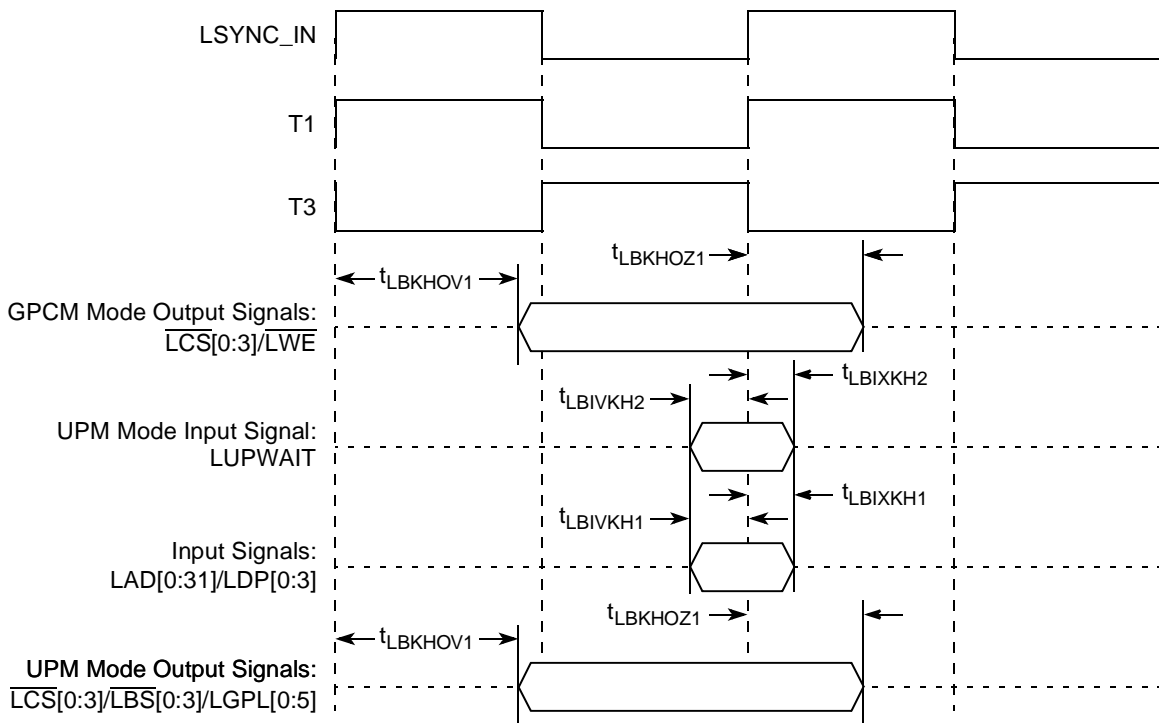 LSYNC_IN
T1
T3
tLBKHOZ1
tLBKHOV1
GPCM Mode Output Signals:
LCS[0:3]/LWE
tLBIXKH2
tLBIVKH2
UPM Mode Input Signal:
LUPWAIT
tLBIXKH1
tLBIVKH1
Input Signals:
LAD[0:31]/LDP[0:3]
tLBKHOZ1
tLBKHOV1
UPM Mode Output Signals:
LCS[0:3]/LBS[0:3]/LGPL[0:5]